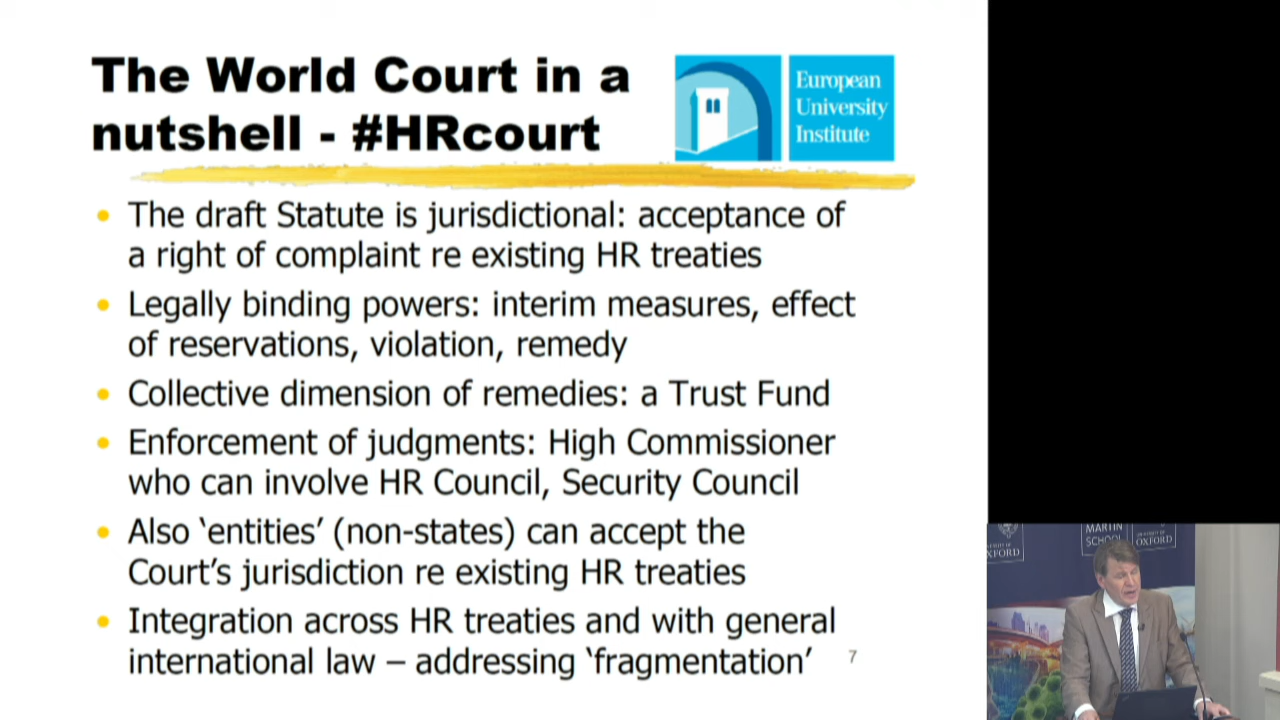 The World Court in a
nutshell - #HRcourt
European
University
Institute
• The draft Statute is jurisdictional: acceptance of
a right of complaint re existing HR treaties
• Legally binding powers: interim measures, effect
of reservations, violation, remedy
• Collective dimension of remedies: a Trust Fund
• Enforcement of judgments: High Commissioner
who can involve HR Council, Security Council
• Also ‘entities’ (non-states) can accept the
Court’s jurisdiction re existing HR treaties
• Integration across HR treaties and with general
international law – addressing ‘fragmentation’
7
OXFORD
MARTIN
SCHOOL
UNIVERSITY OF
OXFORD